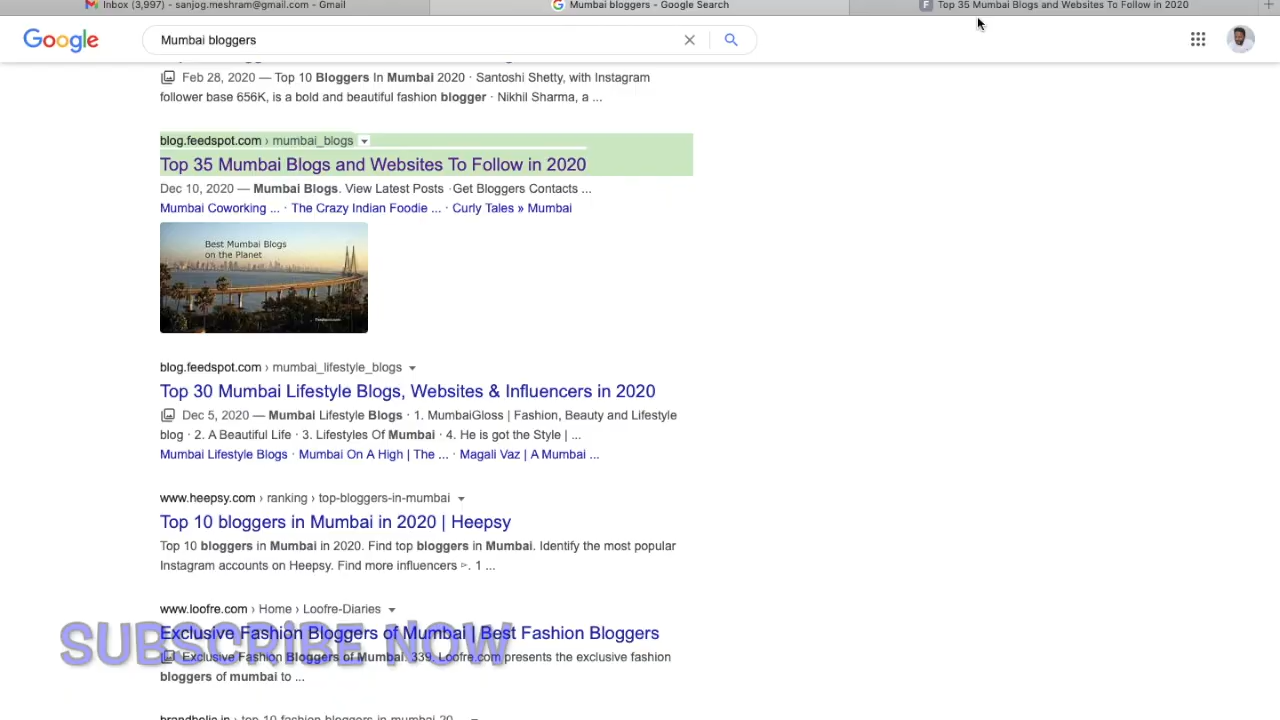 Inbox (3,997) - sanjog.meshram@gmail.com - Gmail
Mumbai bloggers - Google Search
F Top 35 Mumbai Blogs and Websites To Follow in 2020
Google
Mumbai bloggers
Feb 28, 2020 — Top 10 Bloggers In Mumbai 2020 · Santoshi Shetty, with Instagram
follower base 656K, is a bold and beautiful fashion blogger · Nikhil Sharma, a ...
blog.feedspot.com › mumbai_blogs
Top 35 Mumbai Blogs and Websites To Follow in 2020
Dec 10, 2020 — Mumbai Blogs. View Latest Posts · Get Bloggers Contacts ...
Mumbai Coworking ... · The Crazy Indian Foodie ... · Curly Tales » Mumbai
Best Mumbai Blogs
on the Planet
blog.feedspot.com › mumbai_lifestyle_blogs
Top 30 Mumbai Lifestyle Blogs, Websites & Influencers in 2020
Dec 5, 2020 — Mumbai Lifestyle Blogs · 1. MumbaiGloss | Fashion, Beauty and Lifestyle
blog · 2. A Beautiful Life · 3. Lifestyles Of Mumbai · 4. He is got the Style | ...
Mumbai Lifestyle Blogs · Mumbai On A High | The ... · Magali Vaz | A Mumbai ...
www.heepsy.com › ranking › top-bloggers-in-mumbai
Top 10 bloggers in Mumbai in 2020 | Heepsy
Top 10 bloggers in Mumbai in 2020. Find top bloggers in Mumbai. Identify the most popular
Instagram accounts on Heepsy. Find more influencers ➣. 1 ...
www.loofre.com › Home › Loofre-Diaries
Exclusive Fashion Bloggers of Mumbai | Best Fashion Bloggers
SUBSCRiBE NOW
Exclusive Fashion Bloggers of Mumbai. 339. Loofre.com presents the exclusive fashion
bloggers of mumbai to ...